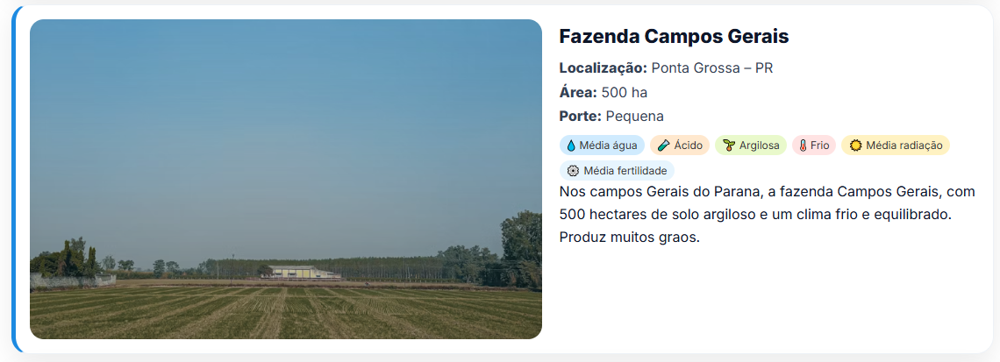 Fazenda Campos Gerais
Localização: Ponta Grossa – PR
Área: 500 ha
Porte: Pequena
Média água Ácido Argilosa Frio Média radiação
Média fertilidade
Nos campos Gerais do Parana, a fazenda Campos Gerais, com
500 hectares de solo argiloso e um clima frio e equilibrado.
Produz muitos graos.